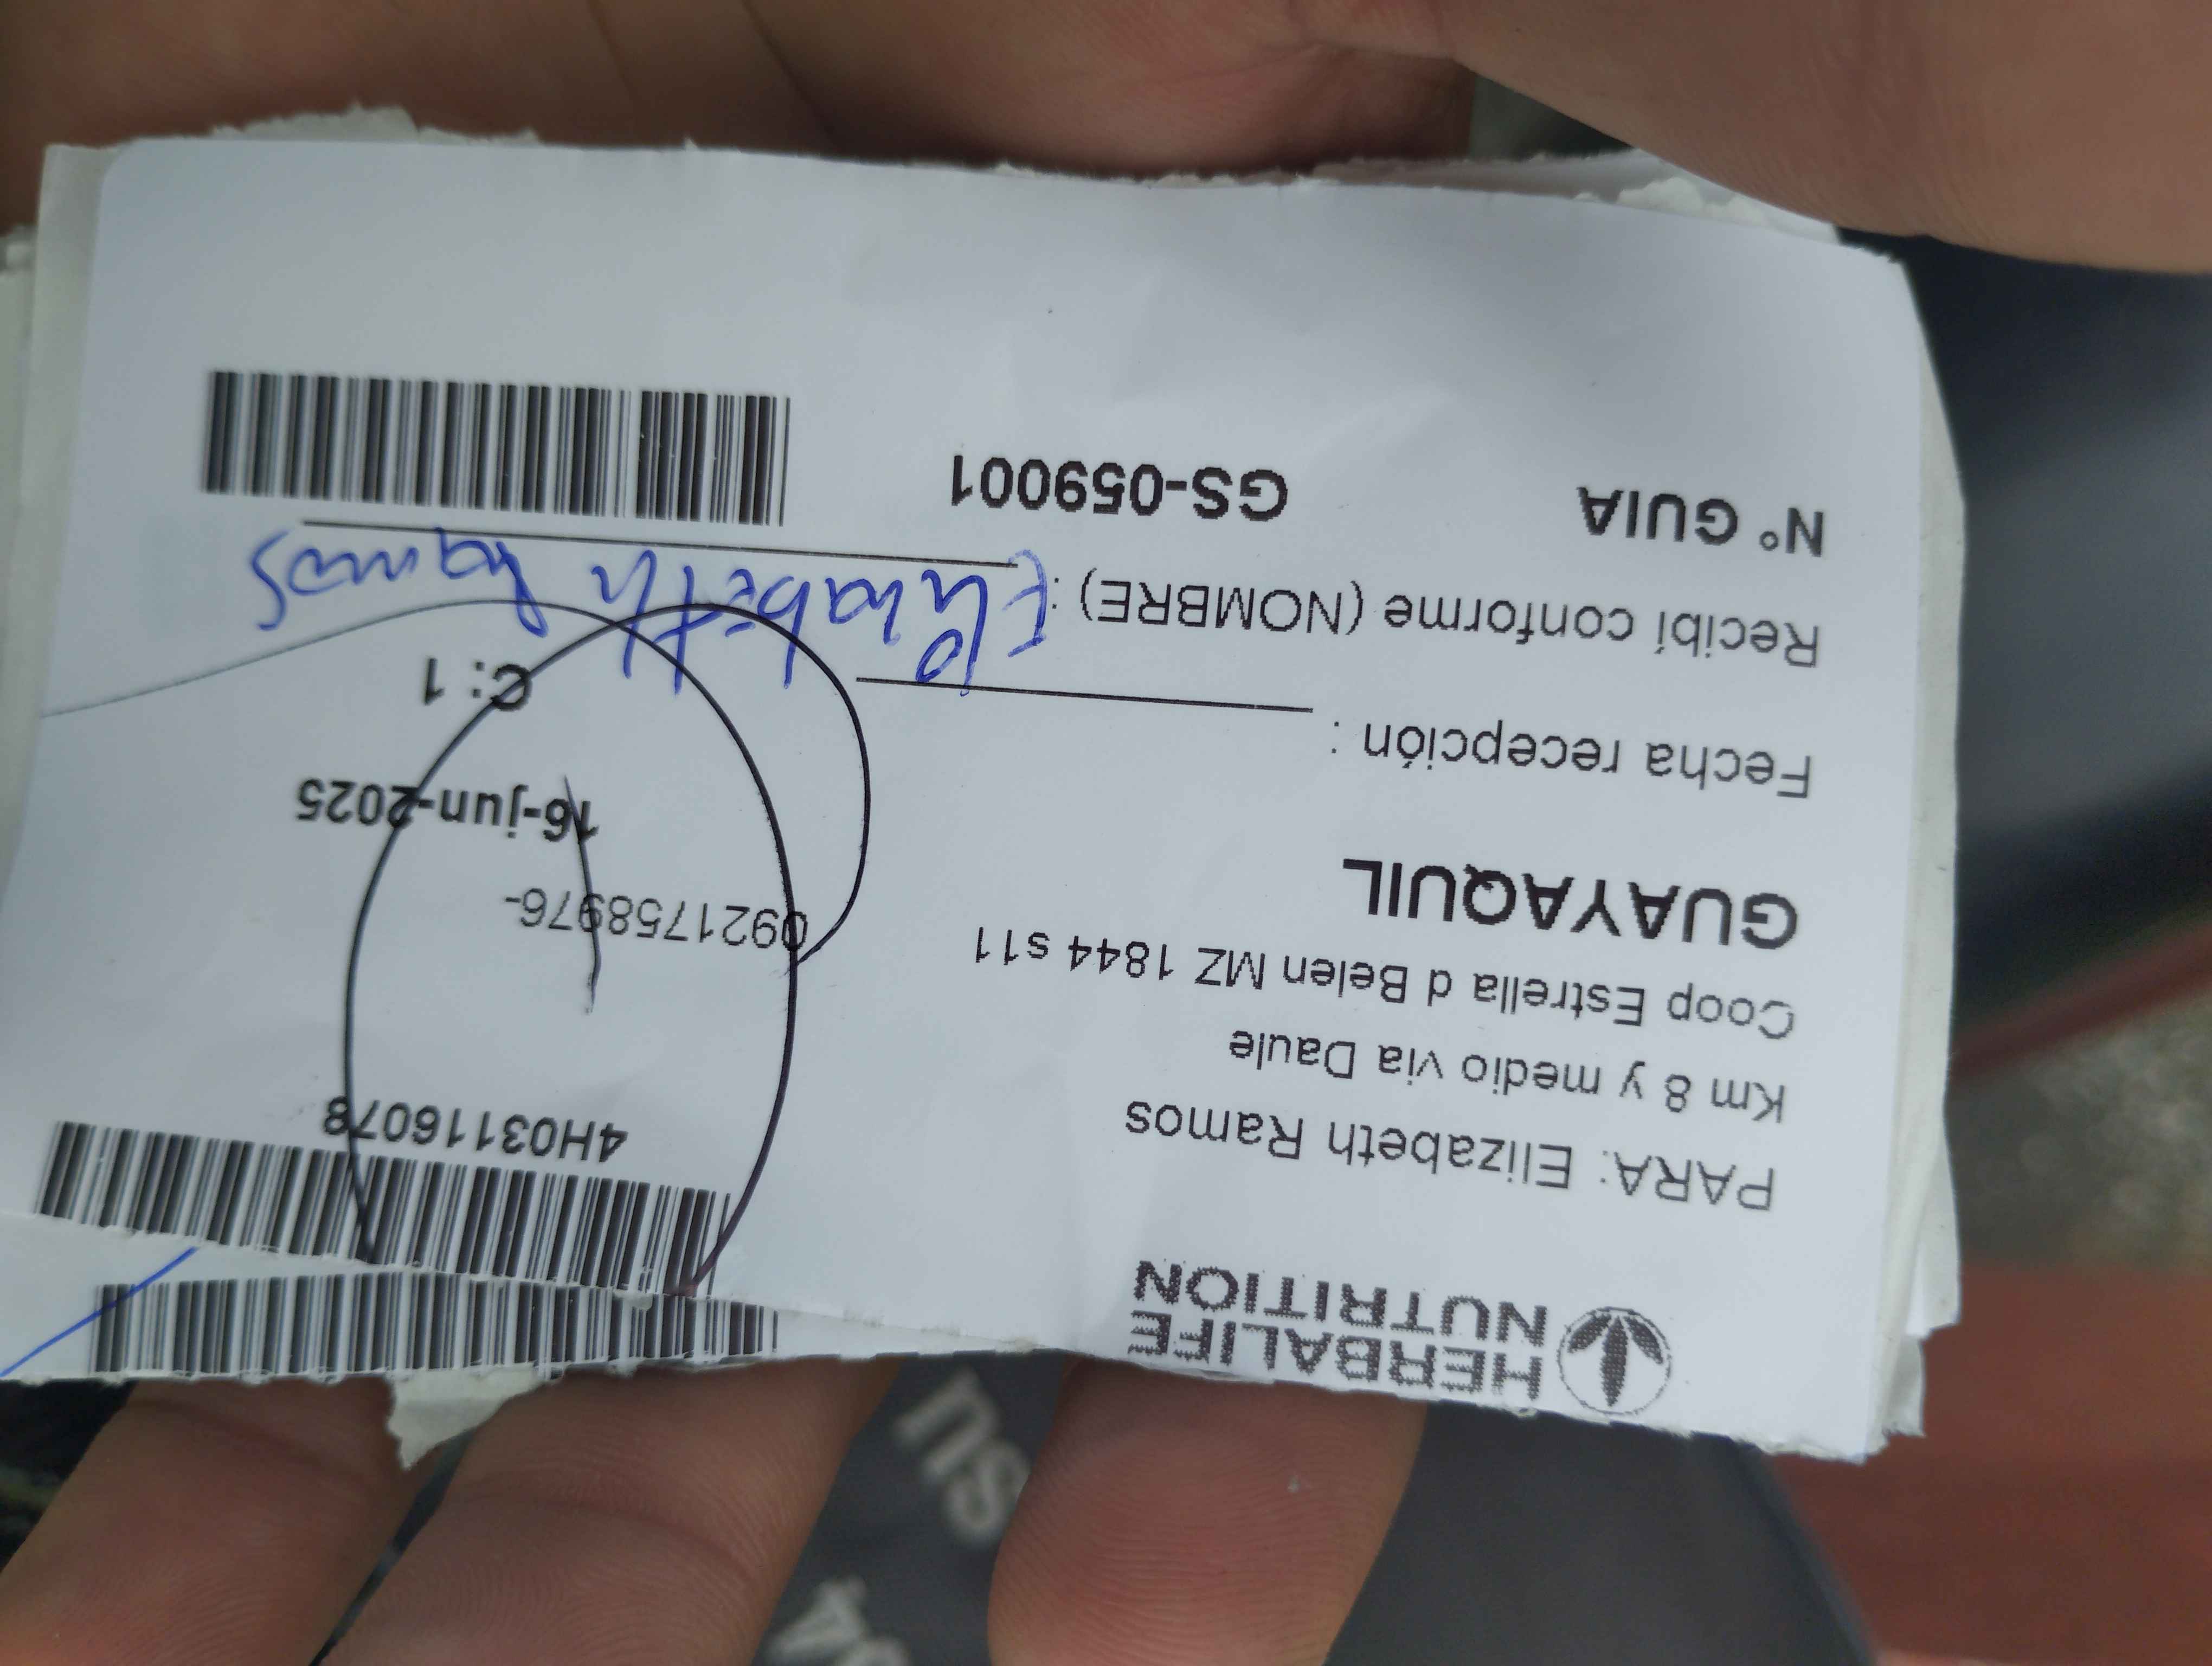 HERBALIFE
NUTRITION
PARA: Elizabeth Ramos
Km 8 y medio via Daule
Coop Estrella d Belen MZ 1844 s11
GUAYAQUIL
4H03116078
0921758976-
16-jun-2025
C: 1
Fecha recepción :
Recibí conforme (NOMBRE) : Elizabeth Ramos
N° GUIA GS-059001
SU